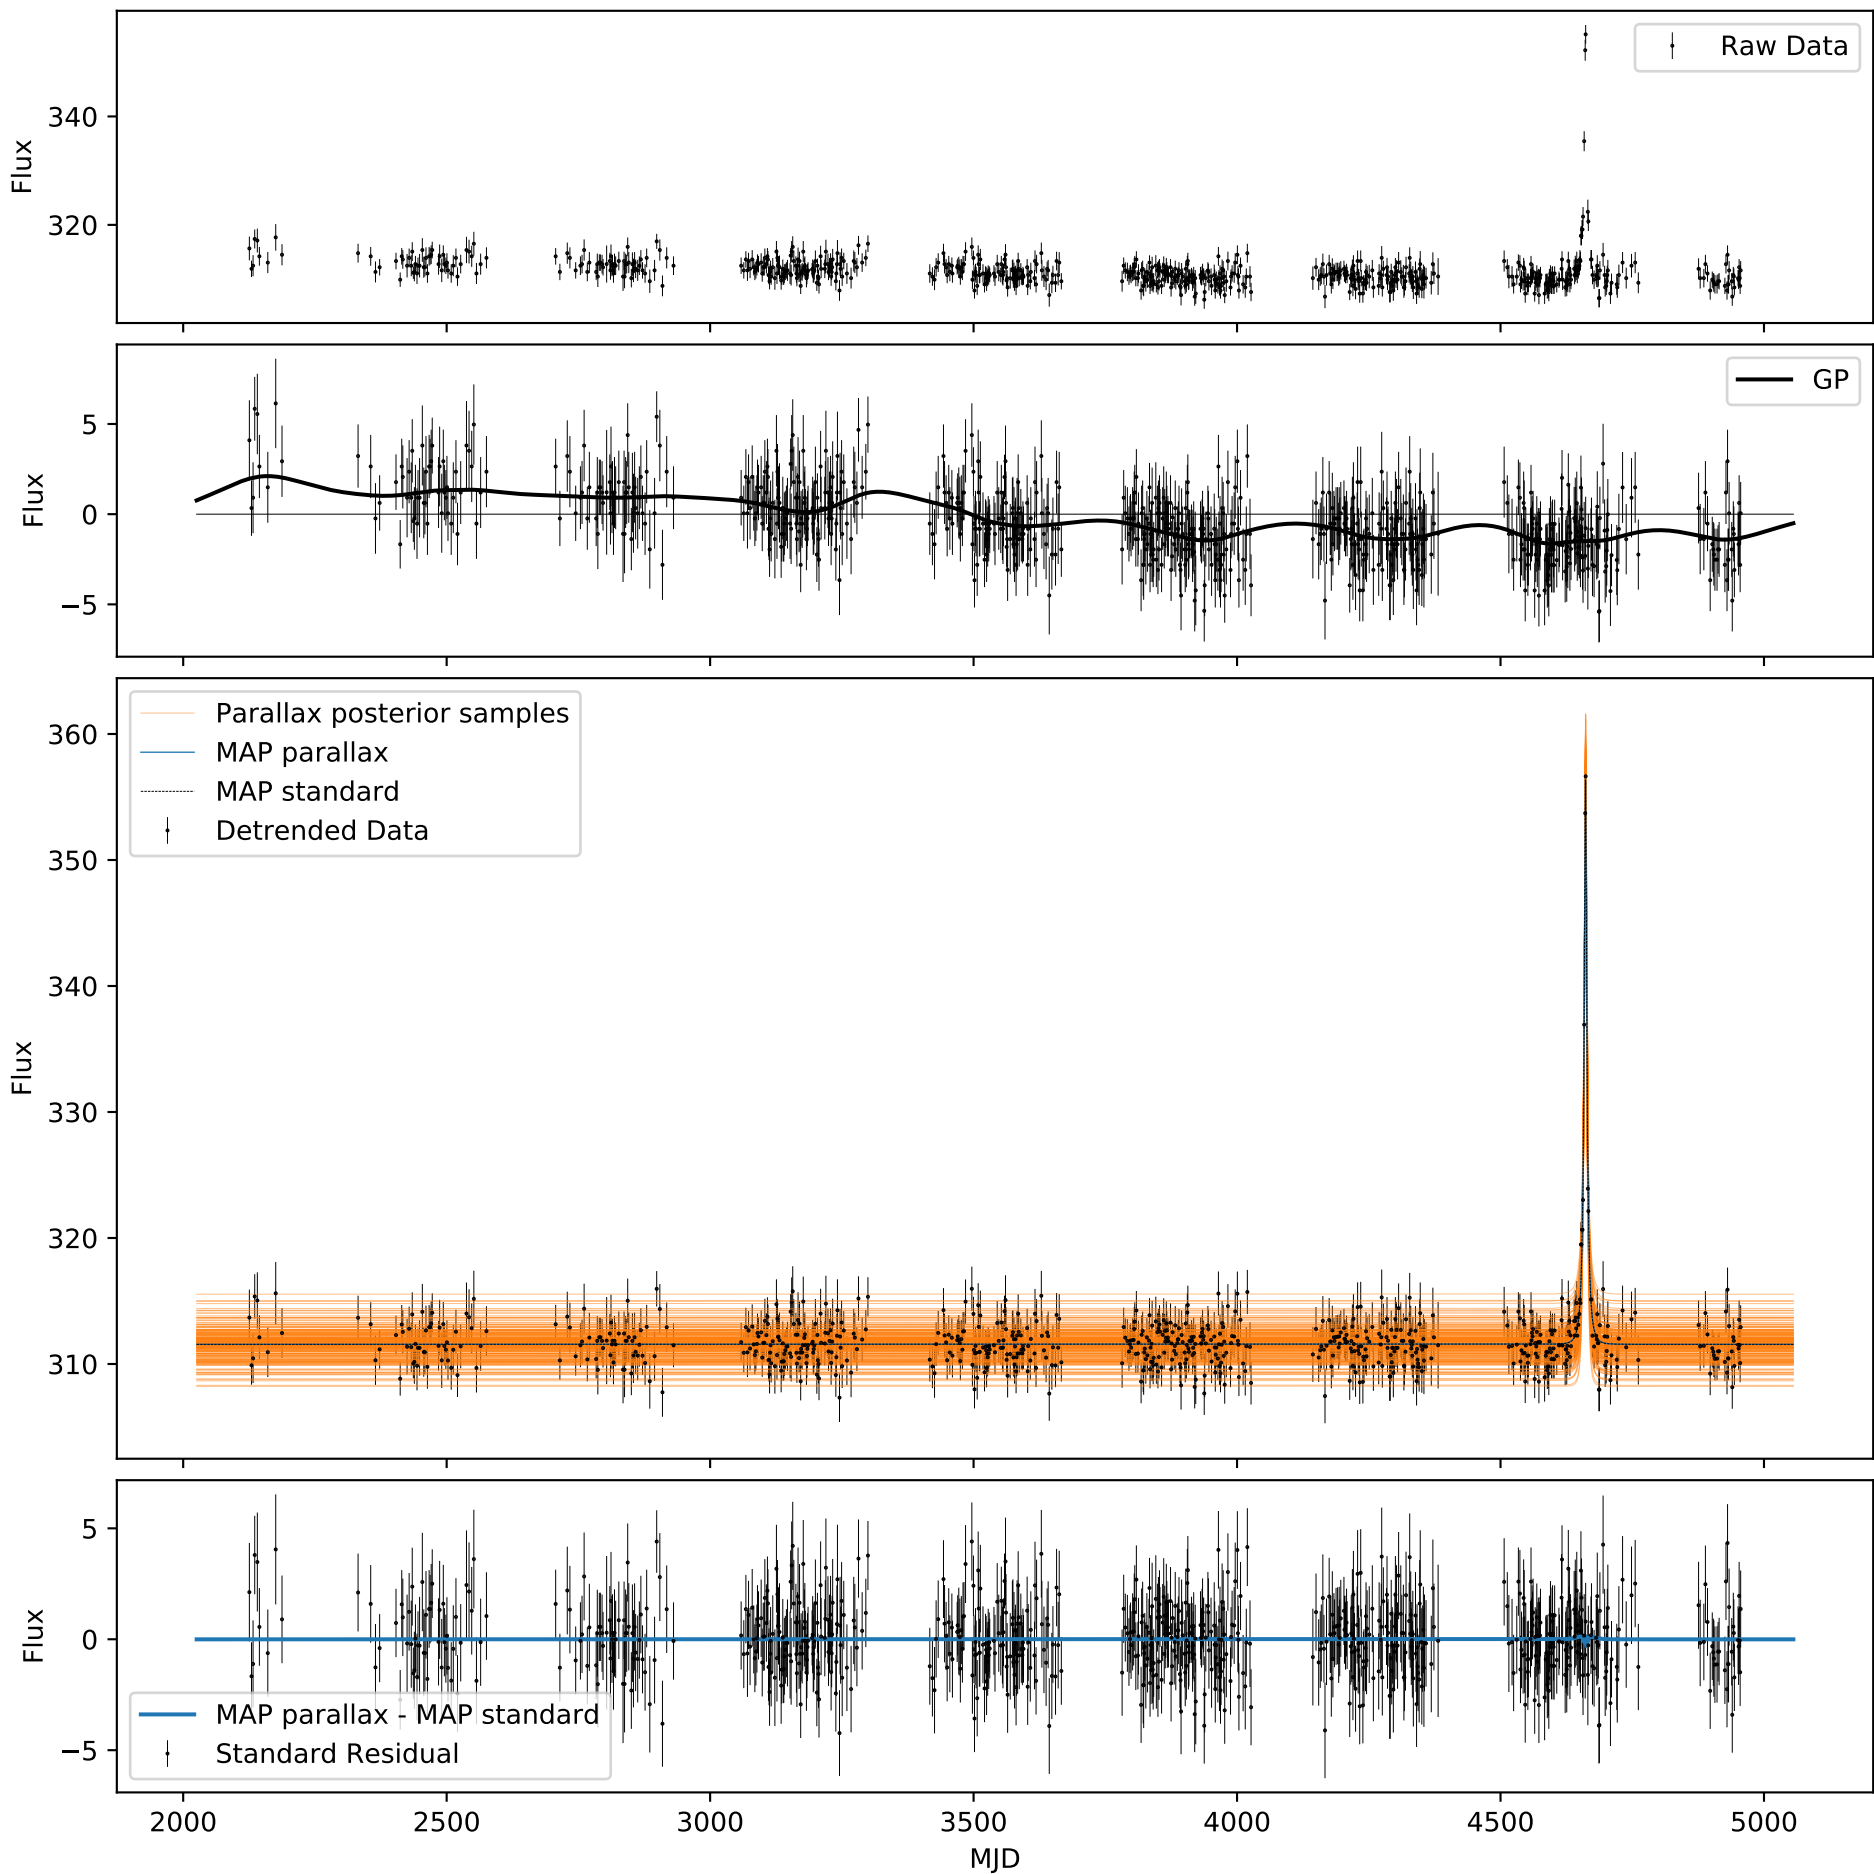 Flux
340
320
Raw Data
Flux
5
0
−5
GP
Flux
360
350
340
330
320
310
Parallax posterior samples
MAP parallax
MAP standard
Detrended Data
Flux
5
0
−5
MAP parallax - MAP standard
Standard Residual
2000 2500 3000 3500 4000 4500 5000
MJD